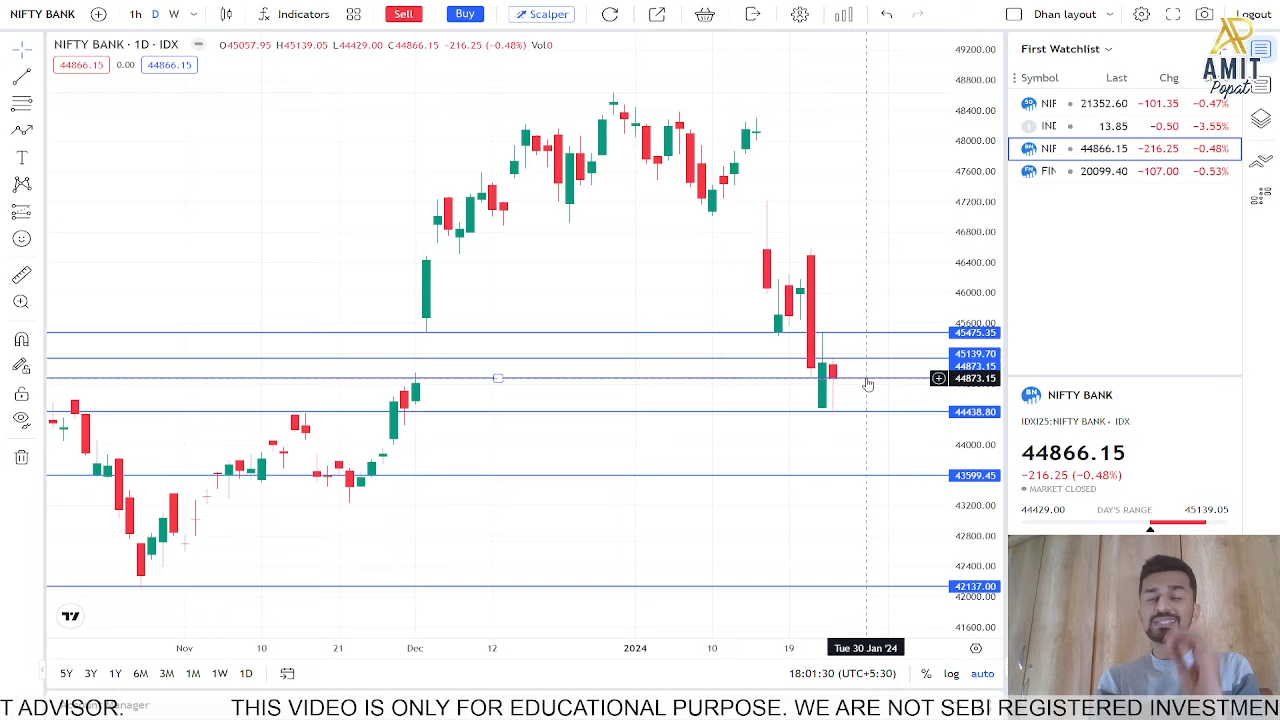 NIFTY BANK 1h D W Indicators Sell Buy Scalper Dhan layout Logout
NIFTY BANK · 1D · IDX O45057.95 H45139.05 L44429.00 C44866.15 -216.25 (-0.48%) Vol
44866.15 0.00 44866.15
49200.00
48800.00
48400.00
48000.00
47600.00
47200.00
46800.00
46400.00
46000.00
45600.00
45475.35
45139.70
44873.15
44873.15
44438.80
44000.00
43599.45
43200.00
42800.00
42400.00
42137.00
42000.00
41600.00
Nov 10 21 Dec 12 2024 10 19 Tue 30 Jan '24
5Y 3Y 1Y 6M 3M 1M 1W 1D 18:01:30 (UTC+5:30) % log auto
First Watchlist
AP
AMIT
Popat
Symbol Last Chg
NIF 21352.60 -101.35 -0.47%
IND 13.85 -0.50 -3.55%
NIF 44866.15 -216.25 -0.48%
FIN 20099.40 -107.00 -0.53%
NIFTY BANK
IDXI25:NIFTY BANK · IDX
44866.15
-216.25 (-0.48%)
MARKET CLOSED
44429.00 DAY'S RANGE 45139.05
T ADVISOR. THIS VIDEO IS ONLY FOR EDUCATIONAL PURPOSE. WE ARE NOT SEBI REGISTERED INVESTMEN